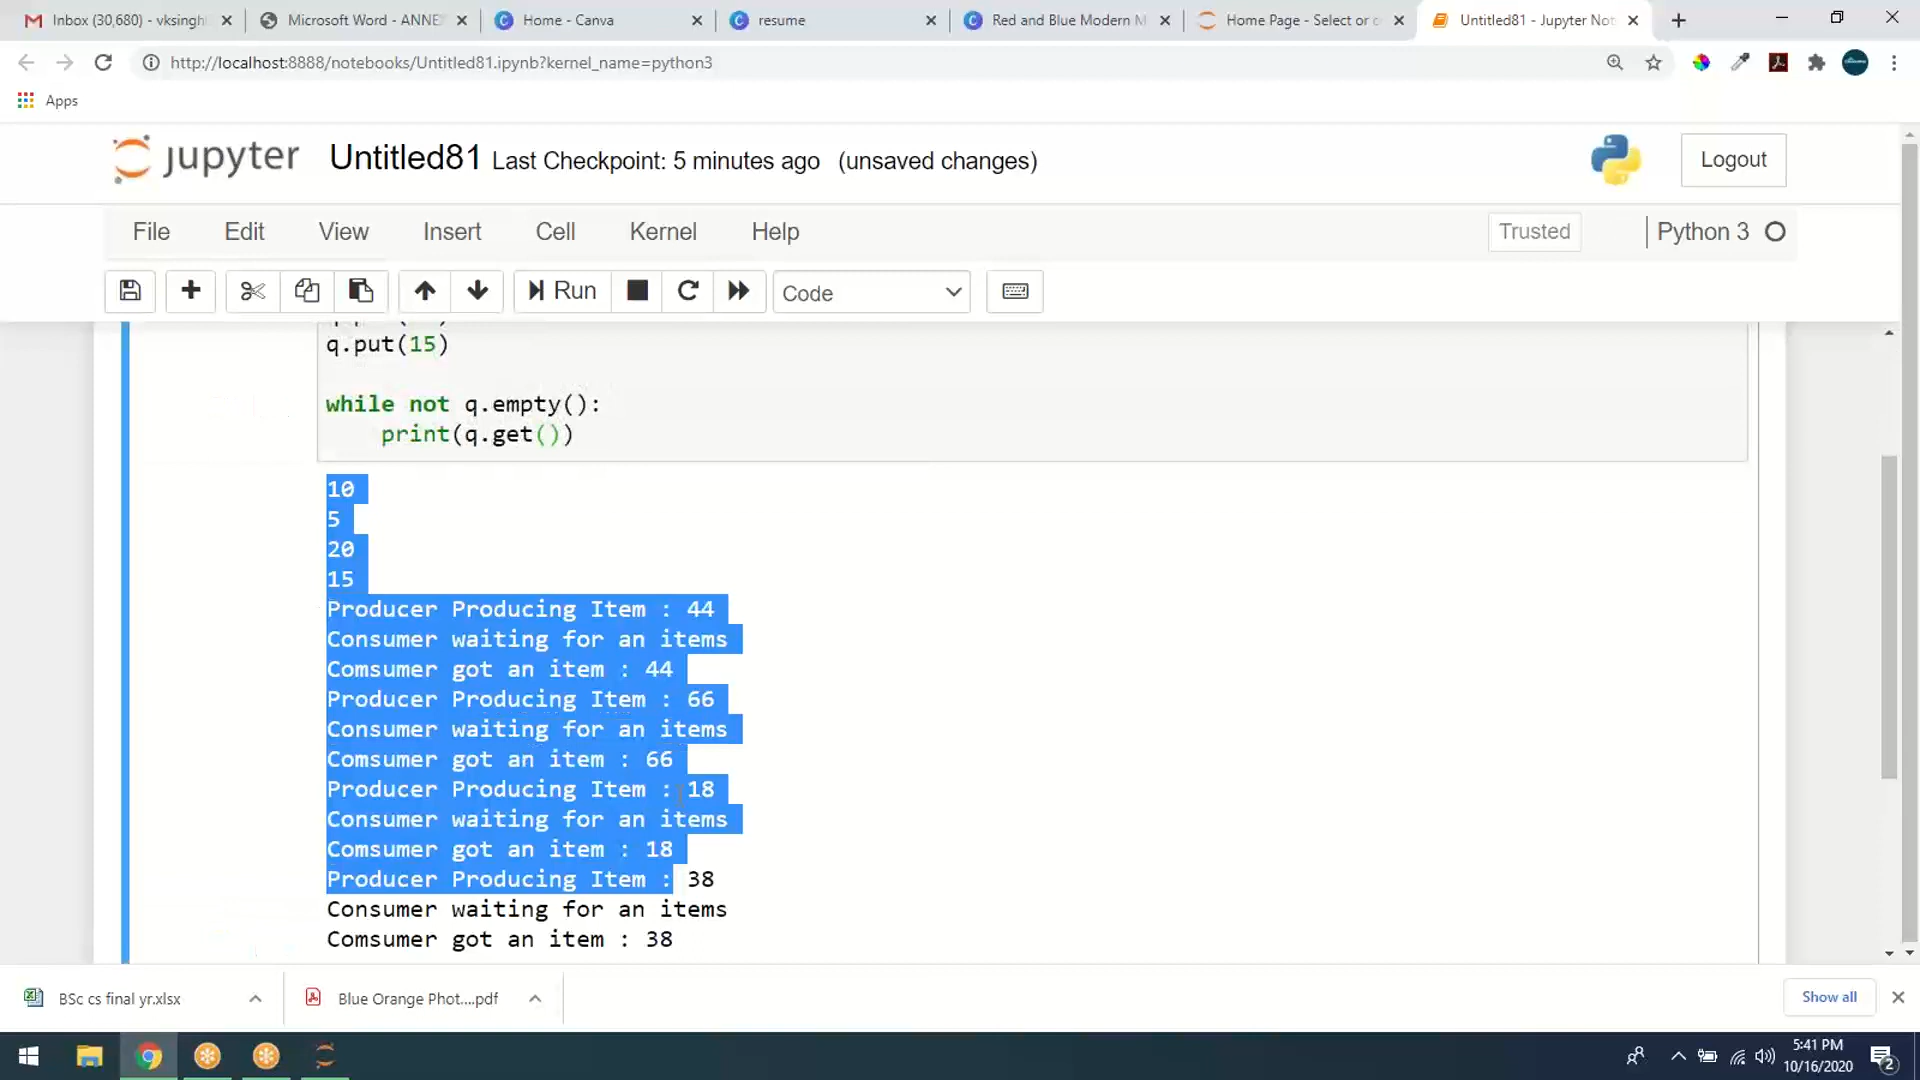 Inbox (30,680) - vksingh
Microsoft Word - ANNE
Home - Canva
resume
Red and Blue Modern M
Home Page - Select or c
Untitled81 - Jupyter Not
http://localhost:8888/notebooks/Untitled81.ipynb?kernel_name=python3
Apps
jupyter Untitled81 Last Checkpoint: 5 minutes ago (unsaved changes)
Logout
File Edit View Insert Cell Kernel Help
Trusted
Python 3
Run
Code
q.put(15)
while not q.empty():
    print(q.get())
10
5
20
15
Producer Producing Item : 44
Consumer waiting for an items
Comsumer got an item : 44
Producer Producing Item : 66
Consumer waiting for an items
Comsumer got an item : 66
Producer Producing Item : 18
Consumer waiting for an items
Comsumer got an item : 18
Producer Producing Item : 38
Consumer waiting for an items
Comsumer got an item : 38
BSc cs final yr.xlsx
Blue Orange Phot....pdf
Show all
5:41 PM
10/16/2020
2